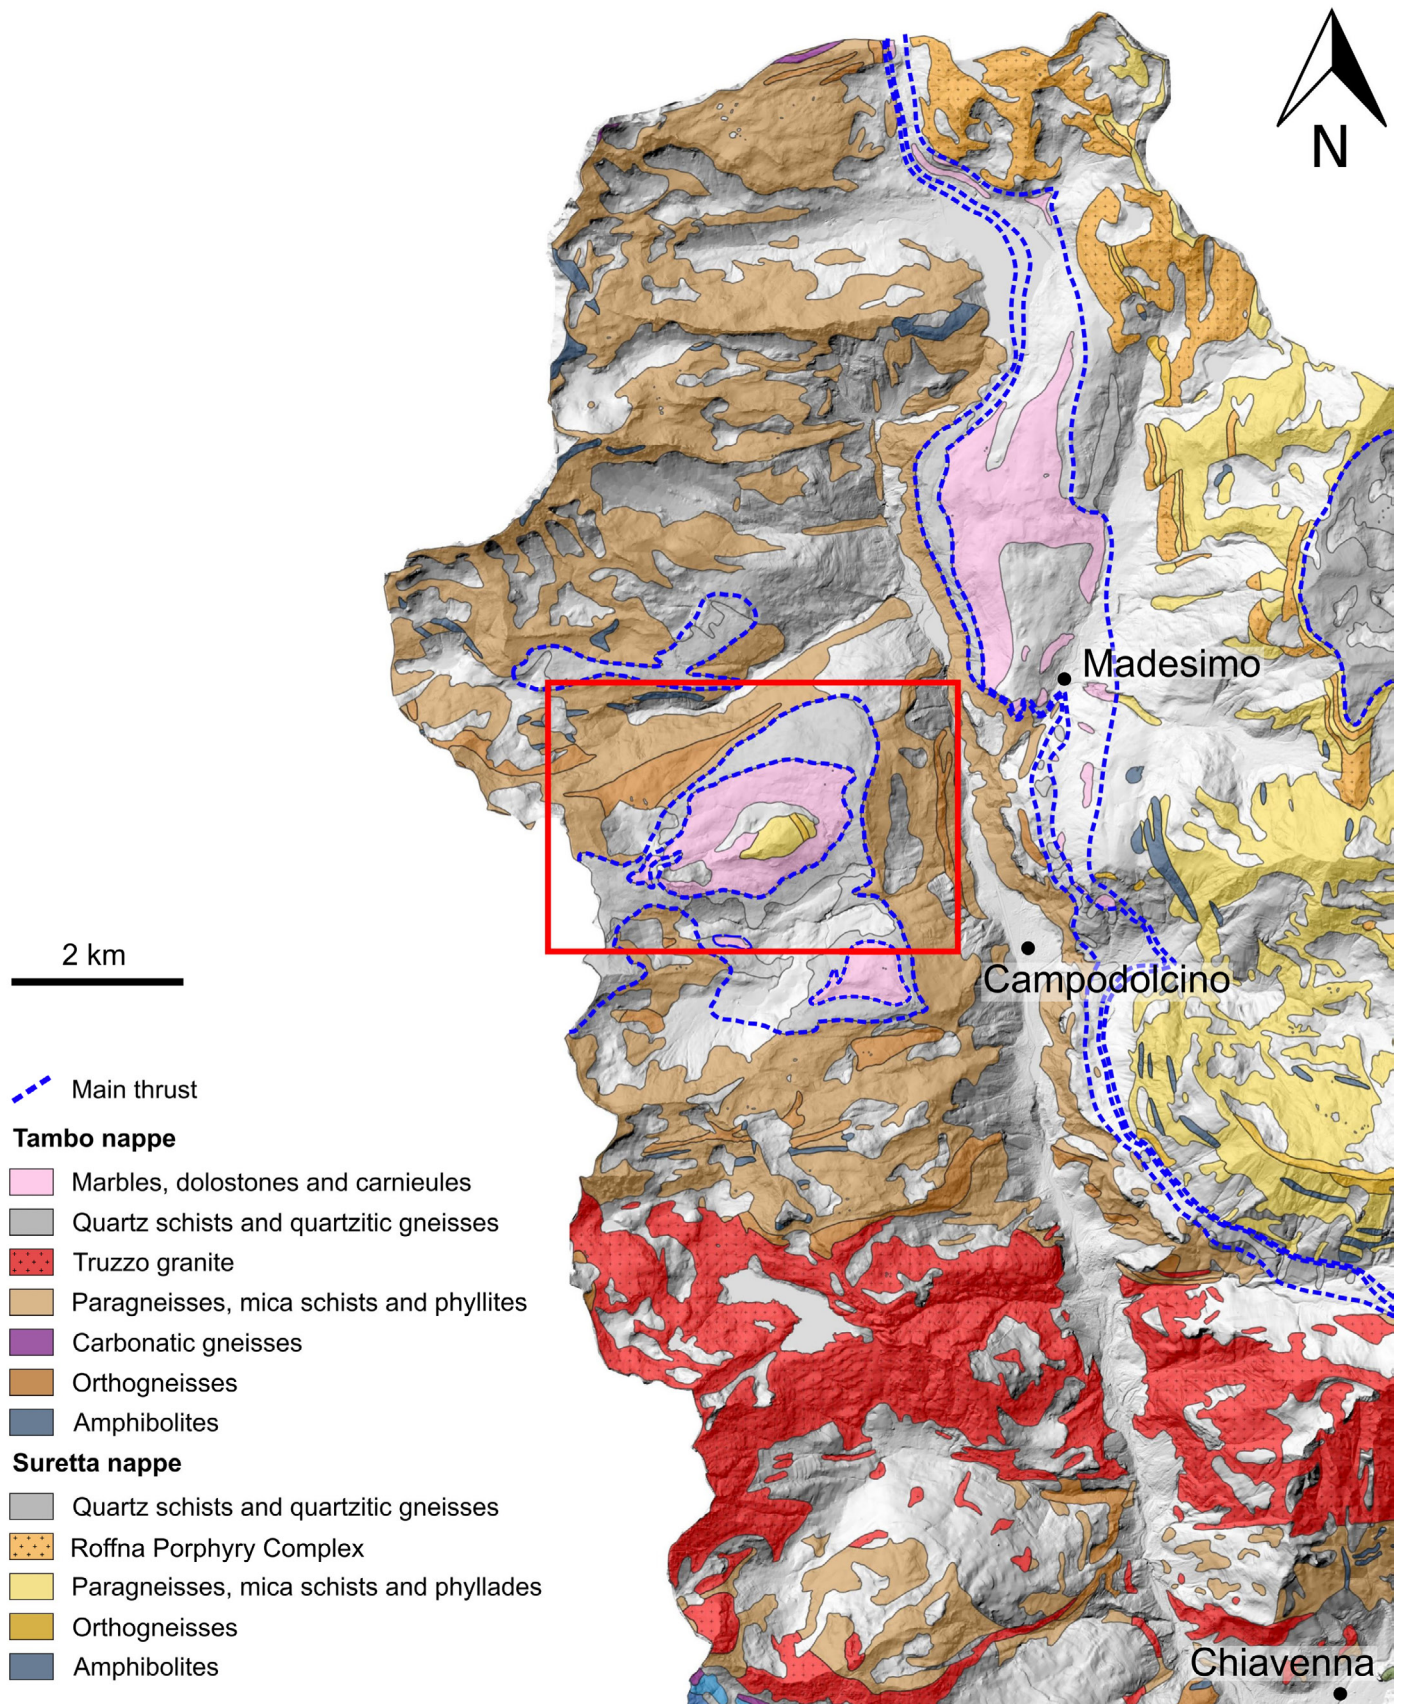 N
Madesimo
Campodolcino
2 km
Main thrust
Tambo nappe
Marbles, dolostones and carnieules
Quartz schists and quartzitic gneisses
Truzzo granite
Paragneisses, mica schists and phyllites
Carbonatic gneisses
Orthogneisses
Amphibolites
Suretta nappe
Quartz schists and quartzitic gneisses
Roffna Porphyry Complex
Paragneisses, mica schists and phyllades
Orthogneisses
Amphibolites
Chiavenna